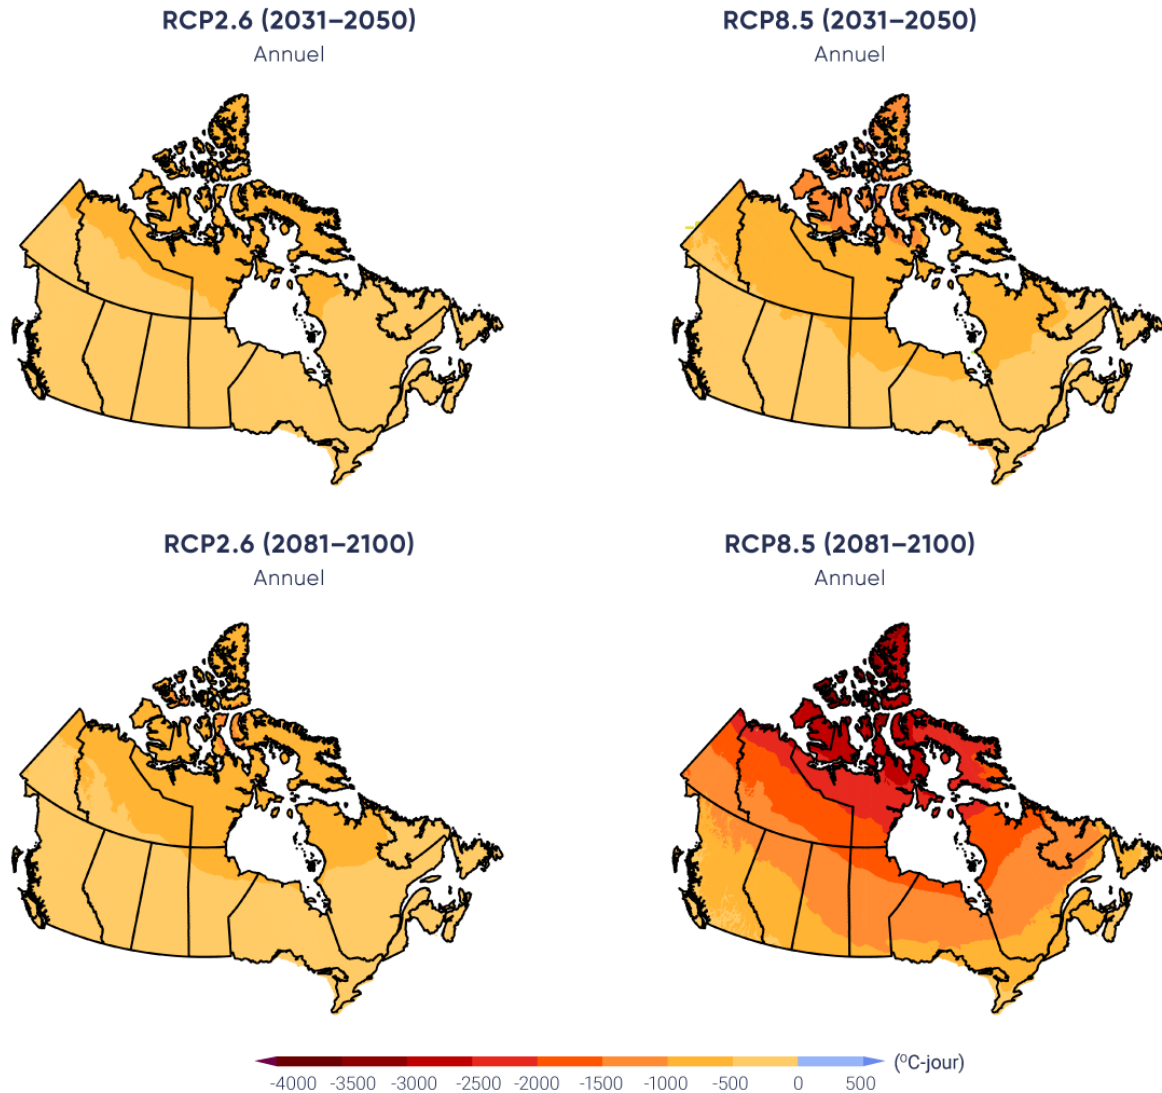 RCP2.6 (2031–2050)
Annuel
RCP8.5 (2031–2050)
Annuel
RCP2.6 (2081–2100)
Annuel
RCP8.5 (2081–2100)
Annuel
-4000 -3500 -3000 -2500 -2000 -1500 -1000 -500 0 500 (ºC-jour)